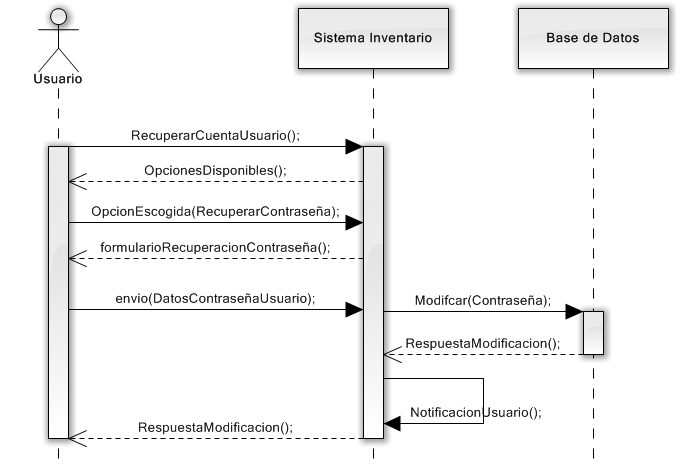 Sistema Inventario
Base de Datos
Usuario
RecuperarCuentaUsuario();
OpcionesDisponibles();
OpcionEscogida(RecuperarContraseña);
formularioRecuperacionContraseña();
envio(DatosContraseñaUsuario);
Modifcar(Contraseña);
RespuestaModificacion();
NotificacionUsuario();
RespuestaModificacion();